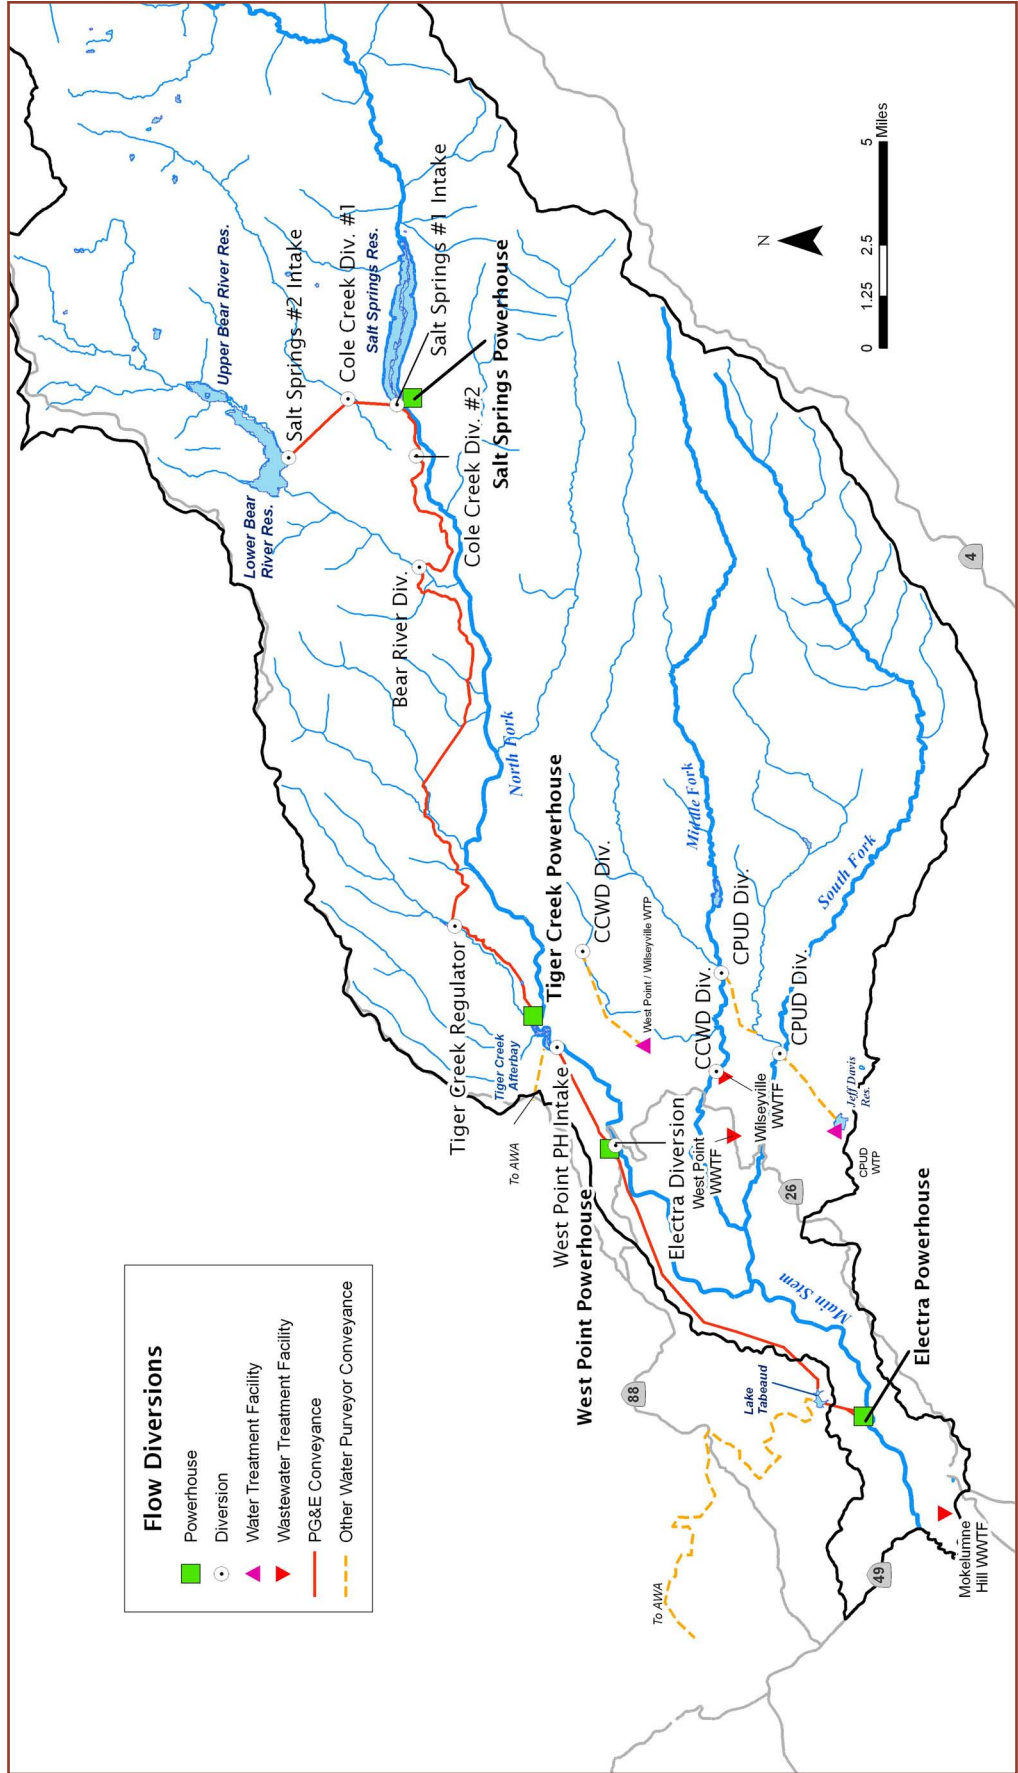 Flow Diversions
Powerhouse
Diversion
Water Treatment Facility
Wastewater Treatment Facility
PG&E Conveyance
Other Water Purveyor Conveyance
Upper Bear River Res.
Lower Bear
River Res.
Salt Springs #2 Intake
Cole Creek Div. #1
Salt Springs Res.
Salt Springs #1 Intake
Salt Springs Powerhouse
Cole Creek Div. #2
Bear River Div.
North Fork
Tiger Creek Regulator
Tiger Creek
Afterbay
Tiger Creek Powerhouse
To AWA
West Point PH Intake
West Point Powerhouse
Electra Diversion
CCWD Div.
West Point / Wilseyville WTP
Middle Fork
CPUD Div.
CCWD Div.
Wilseyville
WWTF
West Point
WWTF
CPUD Div.
South Fork
Jeff Davis
Res.
CPUD
WTP
26
4
88
Main Stem
Lake
Tabeaud
Electra Powerhouse
To AWA
49
Mokelumne
Hill WWTF
N
0
1.25
2.5
5
Miles